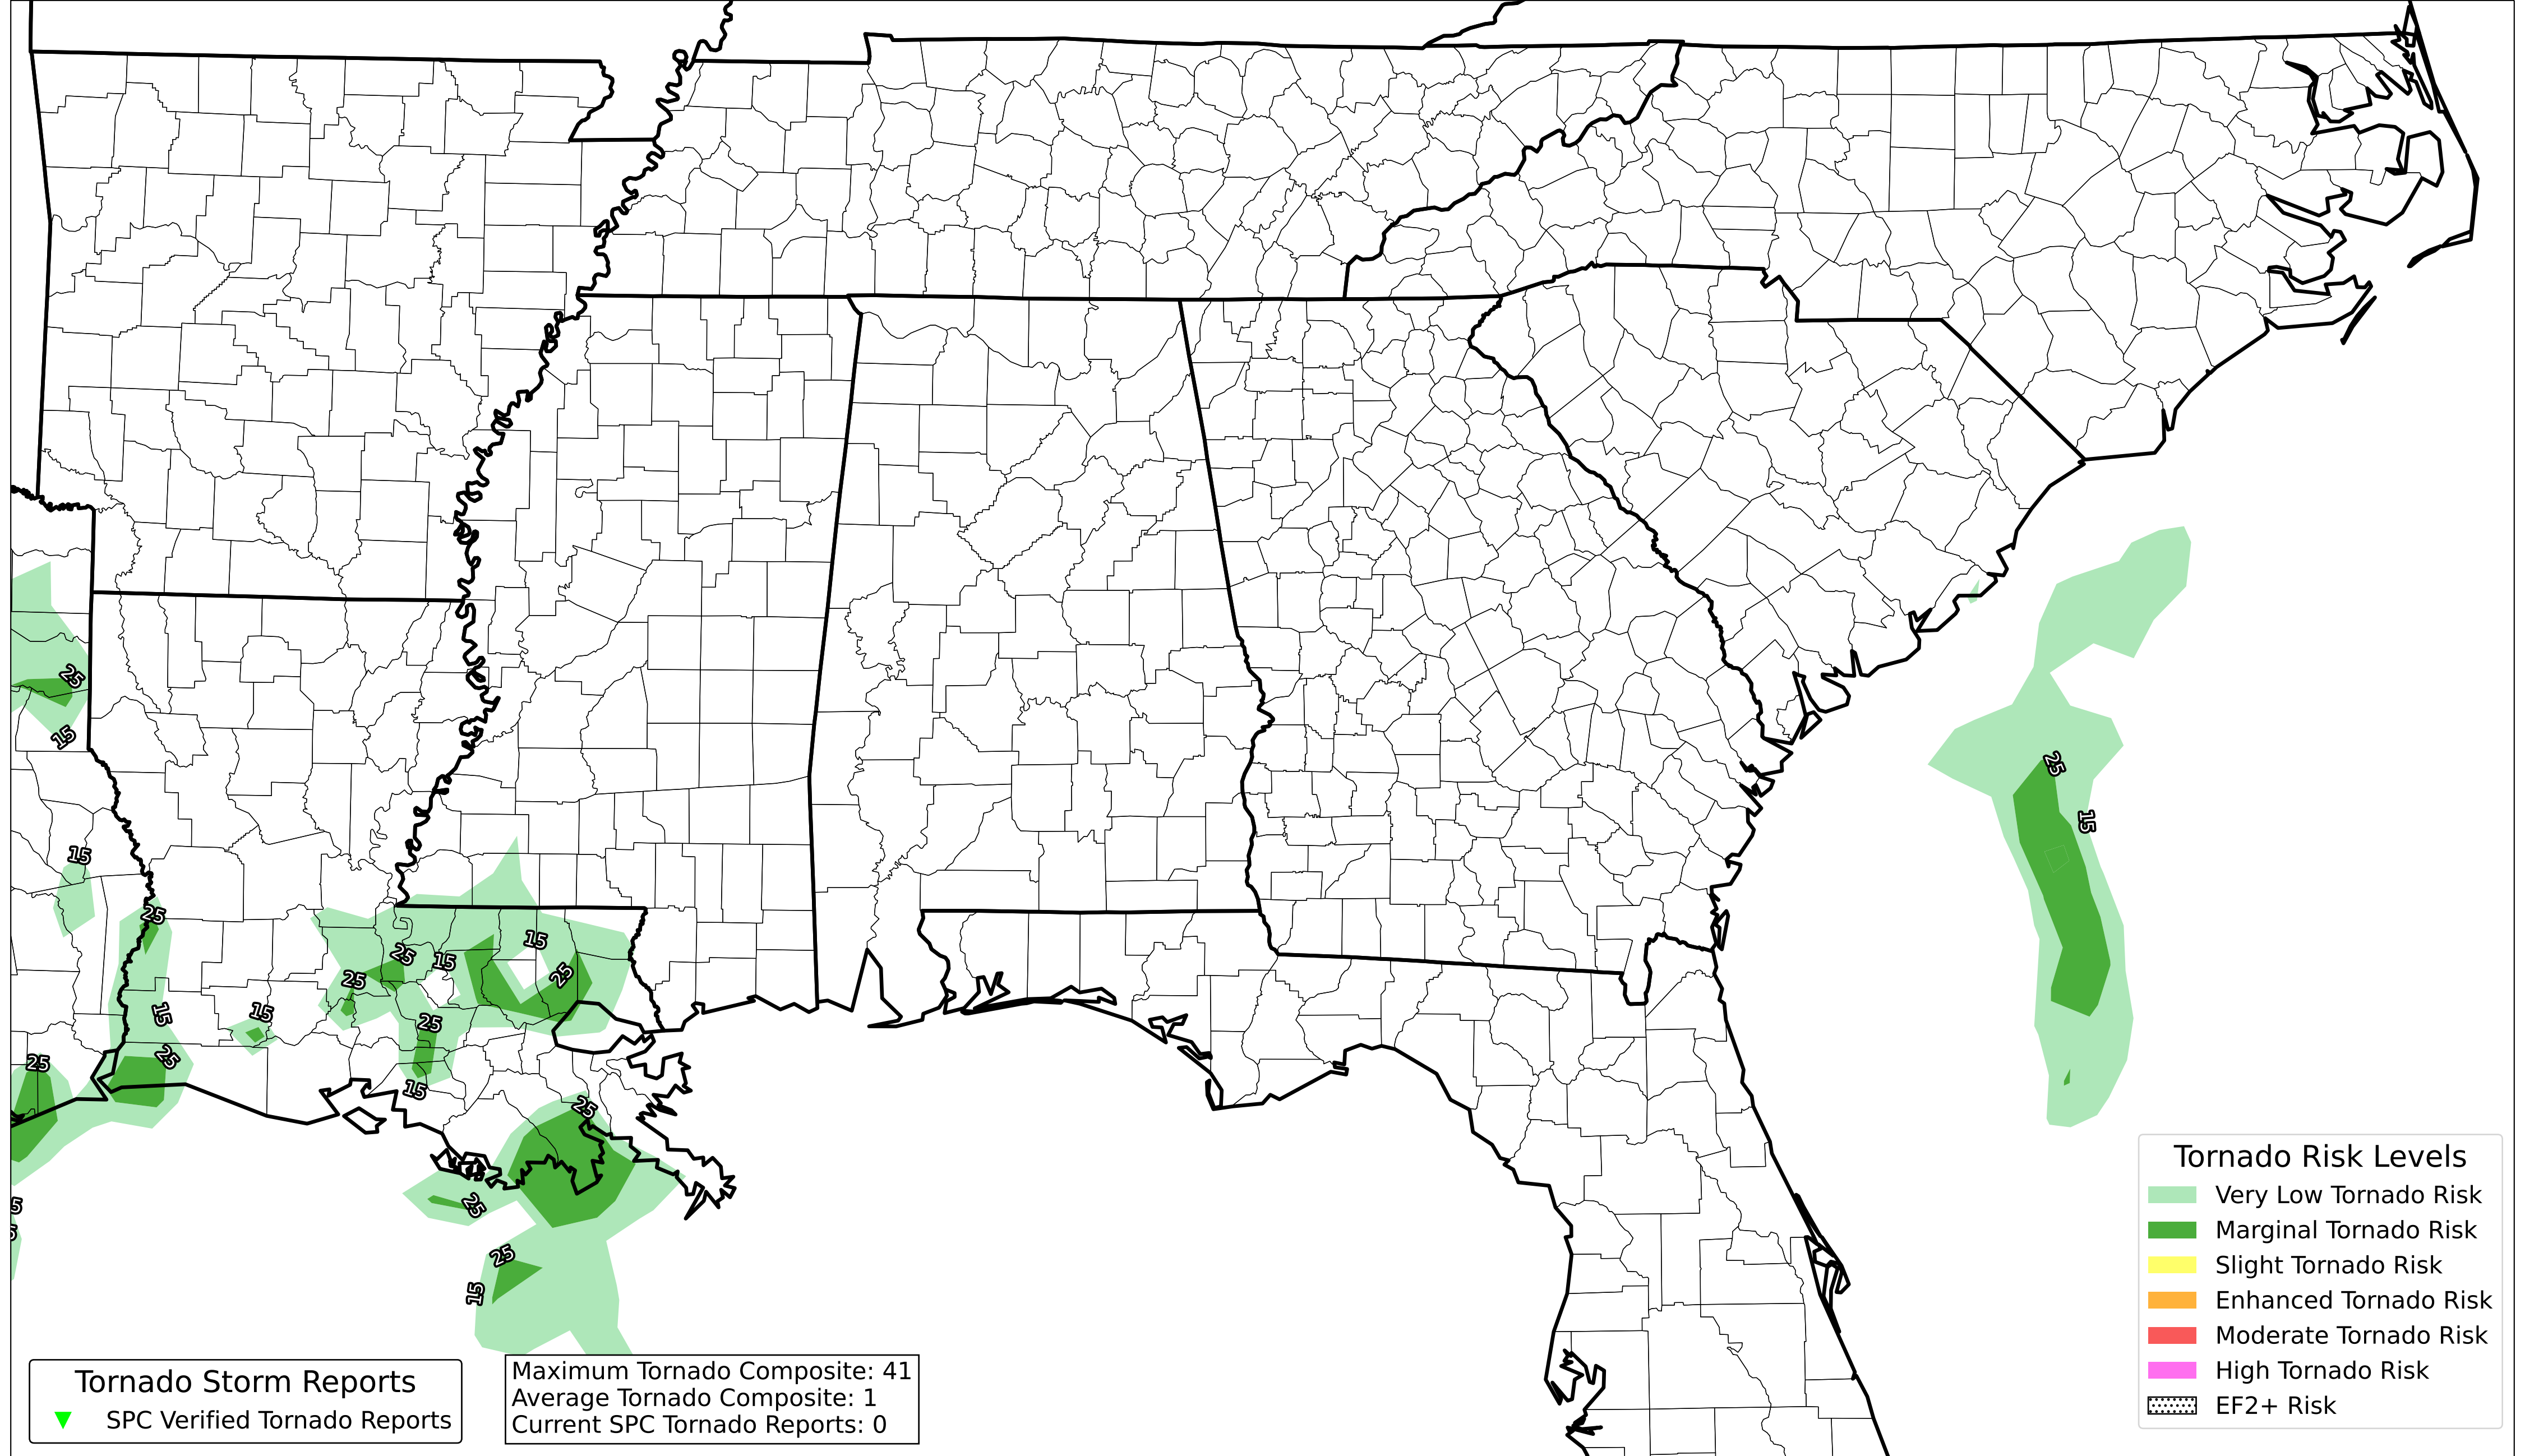 25
15
25
15
15
25
15
25
15
25
25
15
25
15
25
15
25
25
15
25
5
25
25
15
Tornado Risk Levels
Very Low Tornado Risk
Marginal Tornado Risk
Slight Tornado Risk
Enhanced Tornado Risk
Moderate Tornado Risk
High Tornado Risk
EF2+ Risk
Tornado Storm Reports
SPC Verified Tornado Reports
Maximum Tornado Composite: 41
Average Tornado Composite: 1
Current SPC Tornado Reports: 0